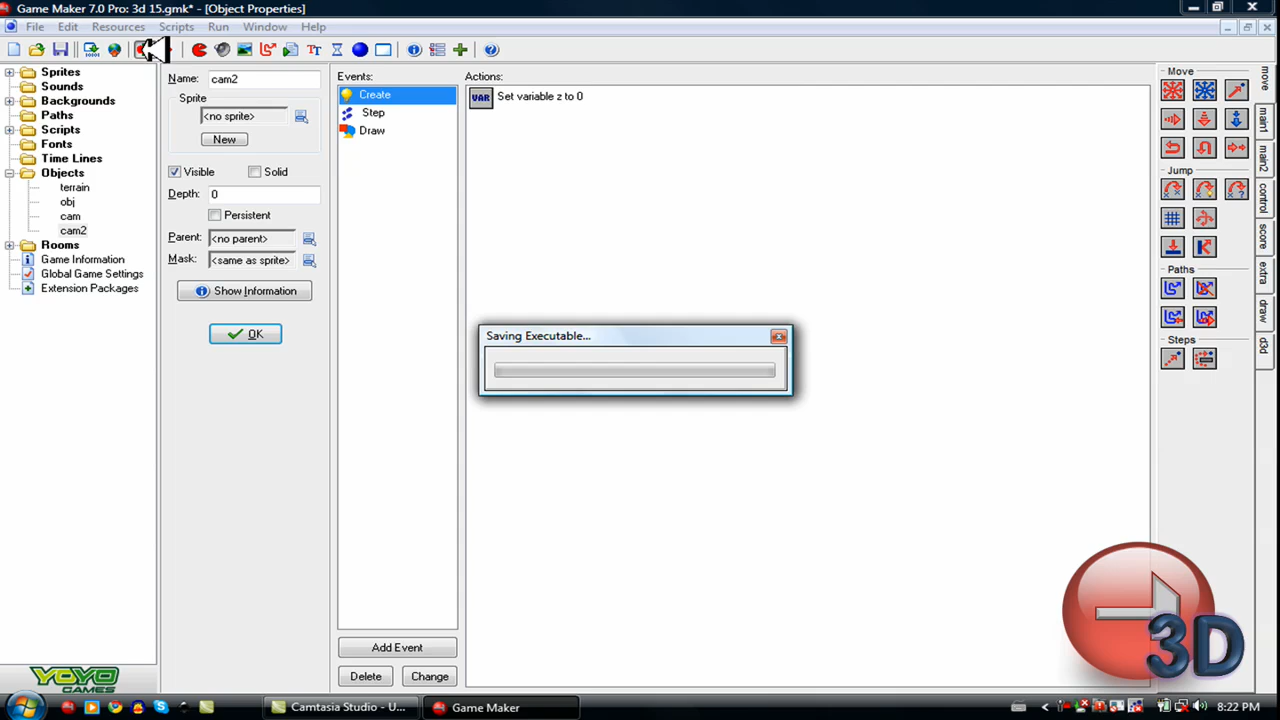 Game Maker 7.0 Pro: 3d 15.gmk* - [Object Properties]
File Edit Resources Scripts Run Window Help
Sprites
Sounds
Backgrounds
Paths
Scripts
Fonts
Time Lines
Objects
terrain
obj
cam
cam2
Rooms
Game Information
Global Game Settings
Extension Packages
YOYO
GAMES
Name: cam2
Sprite
<no sprite>
New
Visible Solid
Depth: 0
Persistent
Parent: <no parent>
Mask: <same as sprite>
Show Information
OK
Events:
Create
Step
Draw
Add Event
Delete Change
Actions:
VAR Set variable z to 0
Saving Executable...
Move
Jump
Paths
Steps
move
main1
main2
control
score
extra
draw
d3d
3D
Camtasia Studio - U... Game Maker 8:22 PM